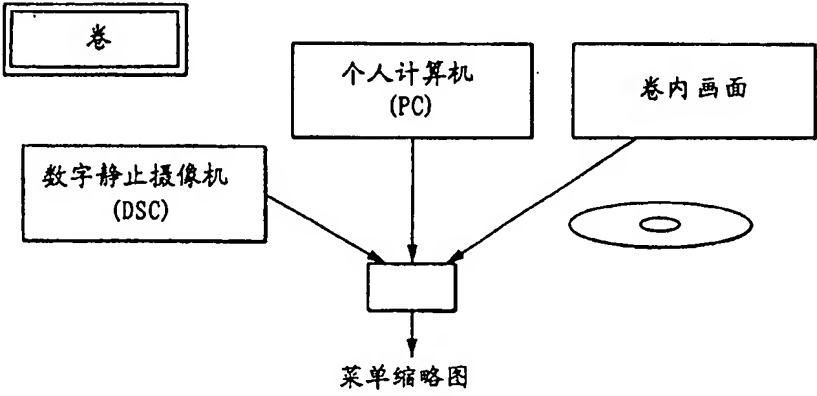 卷
个人计算机
(PC)
卷内画面
数字静止摄像机
(DSC)
菜单缩略图